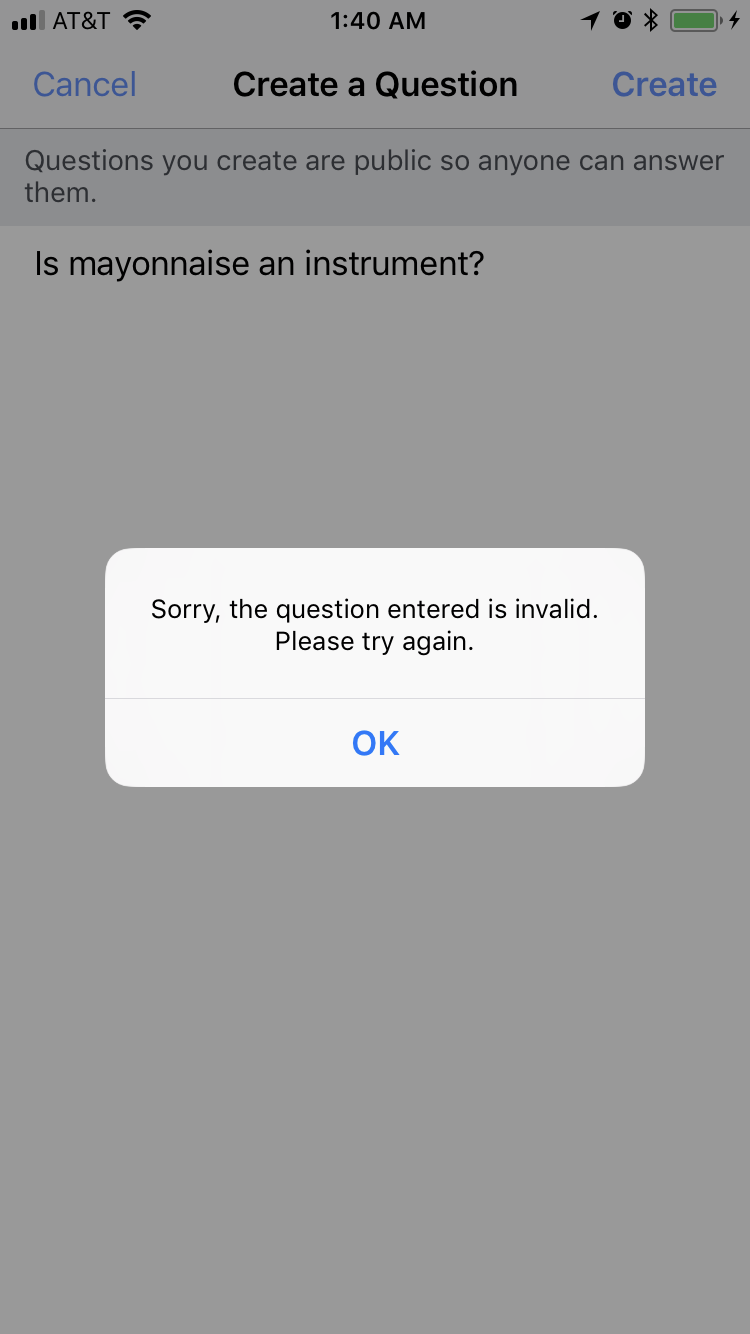 AT&T 1:40 AM
Cancel Create a Question Create
Questions you create are public so anyone can answer
them.
Is mayonnaise an instrument?
Sorry, the question entered is invalid.
Please try again.
OK